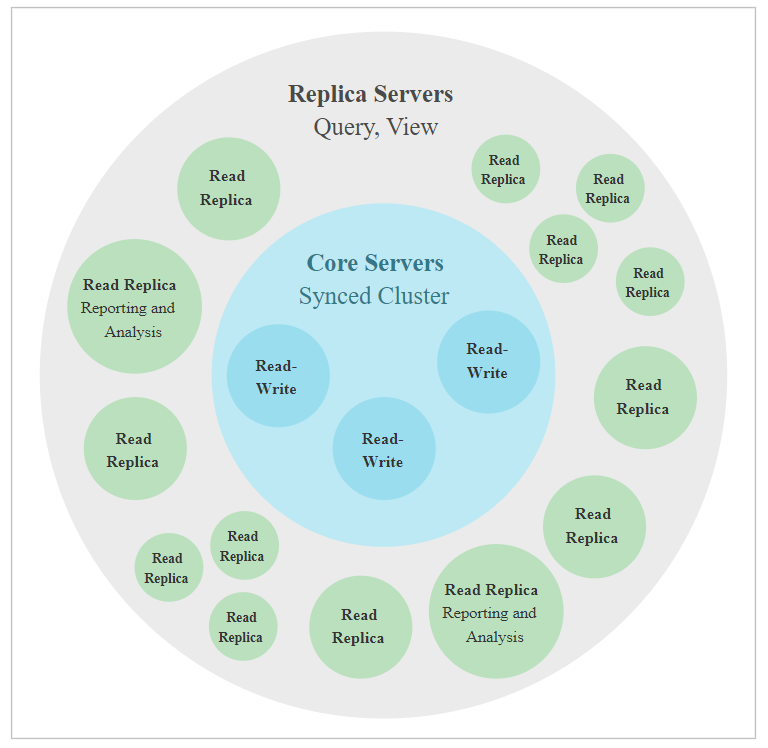 Replica Servers
Query, View
Read
Replica
Read
Replica
Read
Replica
Read
Replica
Read
Replica
Core Servers
Synced Cluster
Read Replica
Reporting and
Analysis
Read-
Write
Read-
Write
Read-
Write
Read
Replica
Read
Replica
Read
Replica
Read
Replica
Read
Replica
Read
Replica
Read
Replica
Read Replica
Reporting and
Analysis
Read
Replica